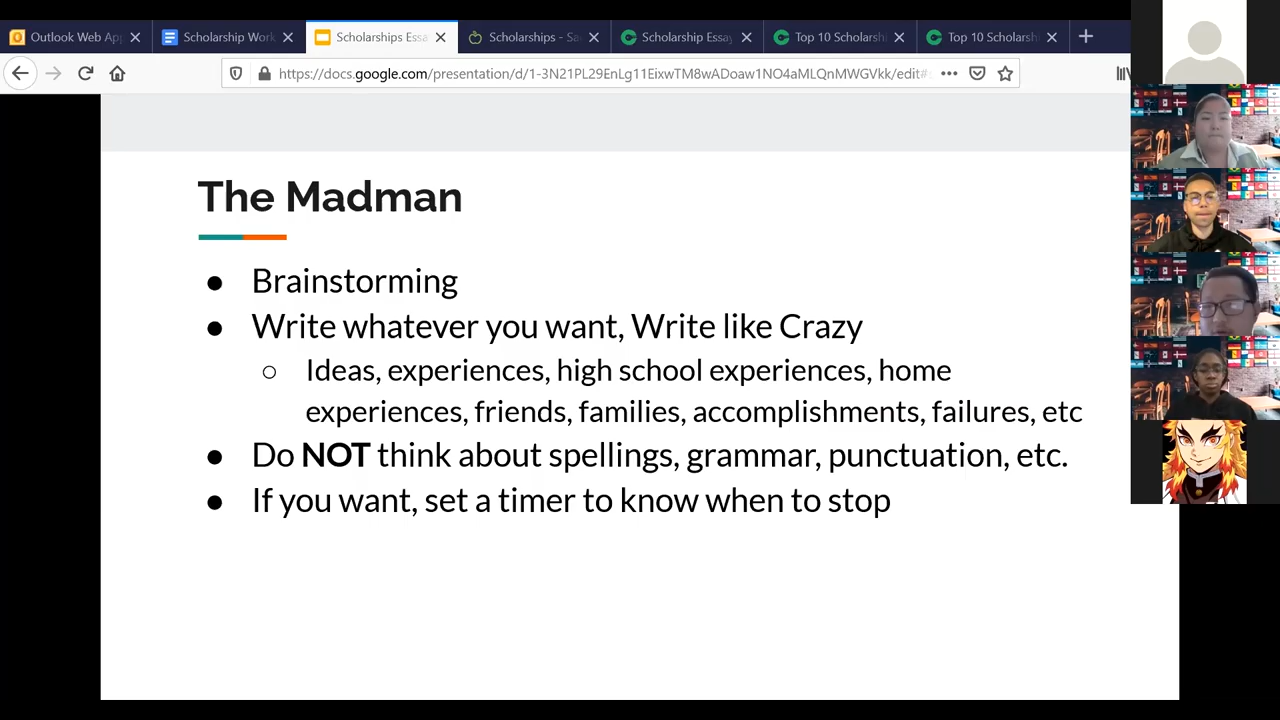 Outlook Web Ap
Scholarship Work
Scholarships Essa
Scholarships - Sa
Scholarship Essay
Top 10 Scholarsh
Top 10 Scholarsh
https://docs.google.com/presentation/d/1-3N21PL29EnLg11EixwTM8wADoaw1NO4aMLQnMWGVkk/edit#
The Madman
● Brainstorming
● Write whatever you want, Write like Crazy
○ Ideas, experiences, high school experiences, home
experiences, friends, families, accomplishments, failures, etc
● Do NOT think about spellings, grammar, punctuation, etc.
● If you want, set a timer to know when to stop